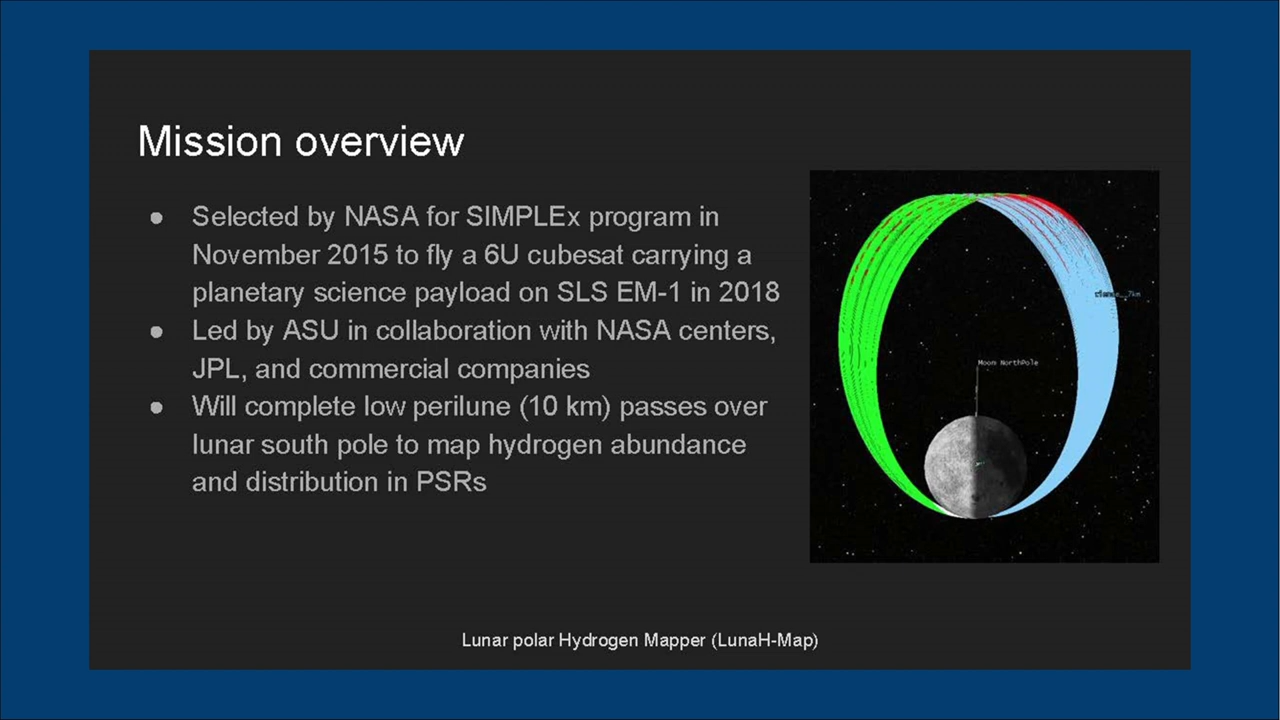 Mission overview
● Selected by NASA for SIMPLEx program in
November 2015 to fly a 6U cubesat carrying a
planetary science payload on SLS EM-1 in 2018
● Led by ASU in collaboration with NASA centers,
JPL, and commercial companies
● Will complete low perilune (10 km) passes over
lunar south pole to map hydrogen abundance
and distribution in PSRs
Moon NorthPole
Lunar polar Hydrogen Mapper (LunaH-Map)